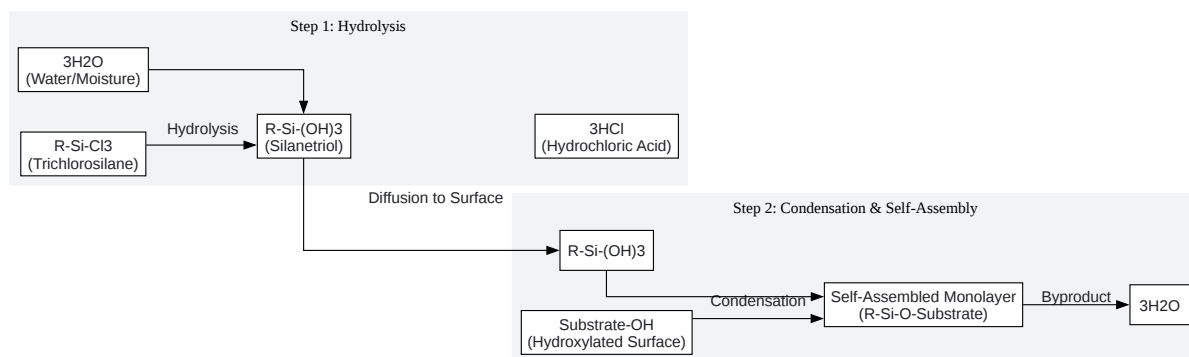 Step 1: Hydrolysis
3H2O
(Water/Moisture)
Hydrolysis
R-Si-Cl3
(Trichlorosilane)
R-Si-(OH)3
(Silanetriol)
3HCl
(Hydrochloric Acid)
Diffusion to Surface
Step 2: Condensation & Self-Assembly
R-Si-(OH)3
Condensation
Substrate-OH
(Hydroxylated Surface)
Self-Assembled Monolayer
(R-Si-O-Substrate)
Byproduct
3H2O